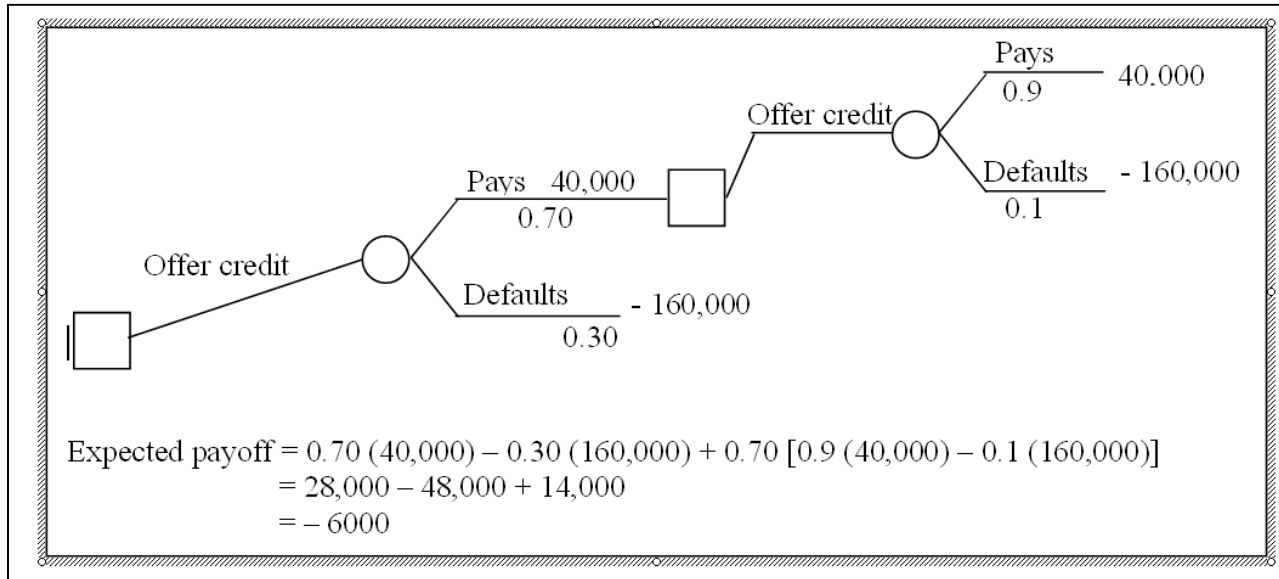 Pays
0.9
40.000
Offer credit
Defaults
- 160,000
0.1
Pays 40,000
0.70
Offer credit
Defaults
- 160,000
0.30
Expected payoff = 0.70 (40,000) – 0.30 (160,000) + 0.70 [0.9 (40,000) – 0.1 (160,000)]
= 28,000 – 48,000 + 14,000
= – 6000